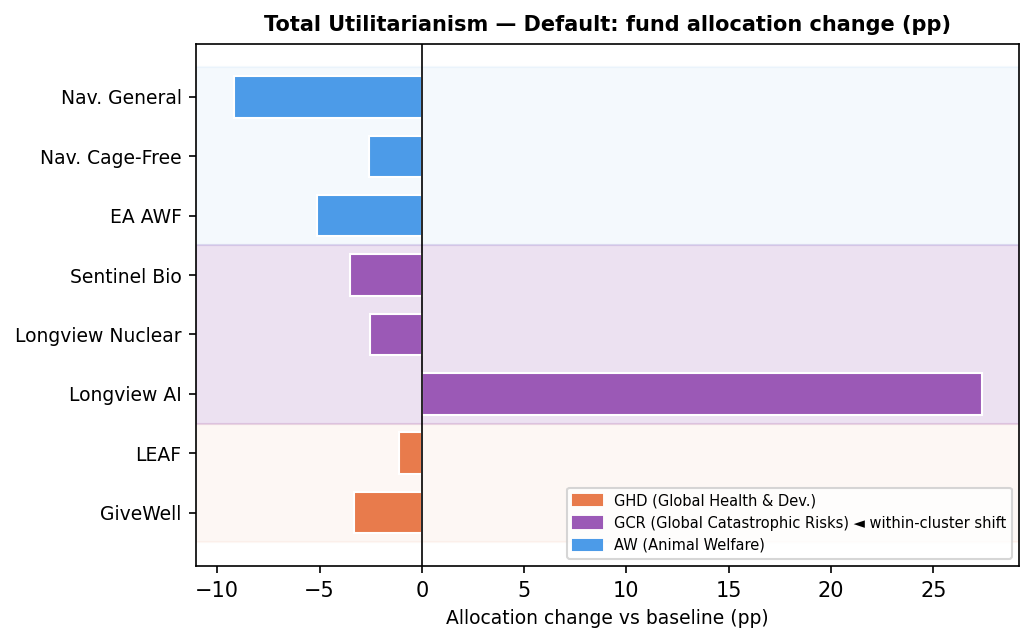 Total Utilitarianism — Default: fund allocation change (pp)
Nav. General
Nav. Cage-Free
EA AWF
Sentinel Bio
Longview Nuclear
Longview AI
LEAF
GiveWell
GHD (Global Health & Dev.)
GCR (Global Catastrophic Risks) ◄ within-cluster shift
AW (Animal Welfare)
−10 −5 0 5 10 15 20 25
Allocation change vs baseline (pp)